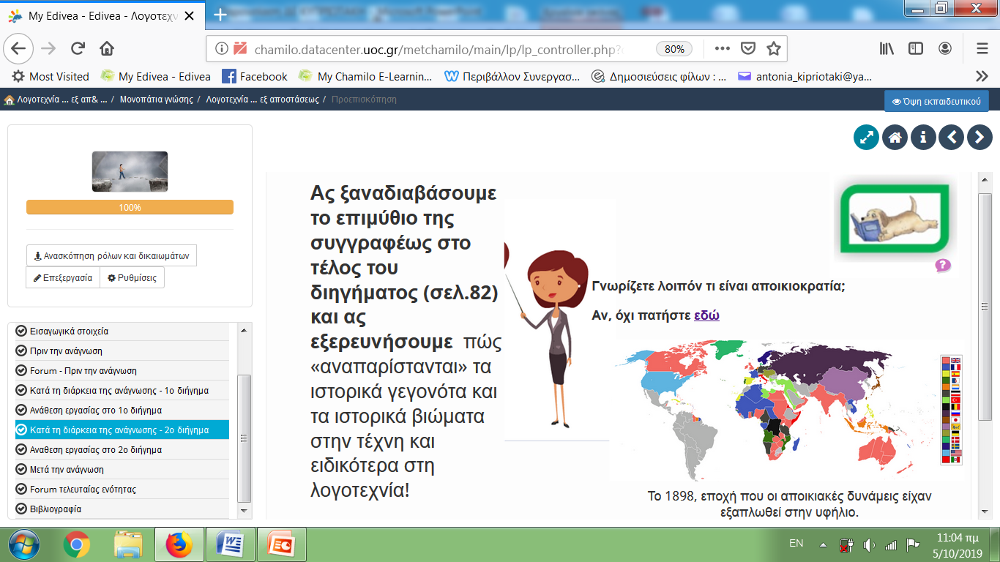 My Edivea - Edivea - Λογοτεχν
chamilo.datacenter.uoc.gr/metchamilo/main/lp/lp_controller.php?
80%
Most Visited
My Edivea - Edivea
Facebook
My Chamilo E-Learnin...
Περιβάλλον Συνεργασ...
Δημοσιεύσεις φίλων : ...
antonia_kipriotaki@ya...
Λογοτεχνία ... εξ απ& ... / Μονοπάτια γνώσης / Λογοτεχνία ... εξ αποστάσεως / Προεπισκόπηση
Όψη εκπαιδευτικού
100%
Ανασκόπηση ρόλων και δικαιωμάτων
Επεξεργασία
Ρυθμίσεις
Εισαγωγικά στοιχεία
Πριν την ανάγνωση
Forum - Πριν την ανάγνωση
Κατά τη διάρκεια της ανάγνωσης - 1ο διήγημα
Ανάθεση εργασίας στο 1ο διήγημα
Κατά τη διάρκεια της ανάγνωσης - 2ο διήγημα
Αναθεση εργασίας στο 2ο διήγημα
Μετά την ανάγνωση
Forum τελευταίας ενότητας
Βιβλιογραφία
Ας ξαναδιαβάσουμε
το επιμύθιο της
συγγραφέως στο
τέλος του
διηγήματος (σελ.82)
και ας
εξερευνήσουμε πώς
«αναπαρίστανται» τα
ιστορικά γεγονότα και
τα ιστορικά βιώματα
στην τέχνη και
ειδικότερα στη
λογοτεχνία!
Γνωρίζετε λοιπόν τι είναι αποικιοκρατία;
Αν, όχι πατήστε εδώ
Το 1898, εποχή που οι αποικιακές δυνάμεις είχαν
εξαπλωθεί στην υφήλιο.
EN
11:04 πμ
5/10/2019